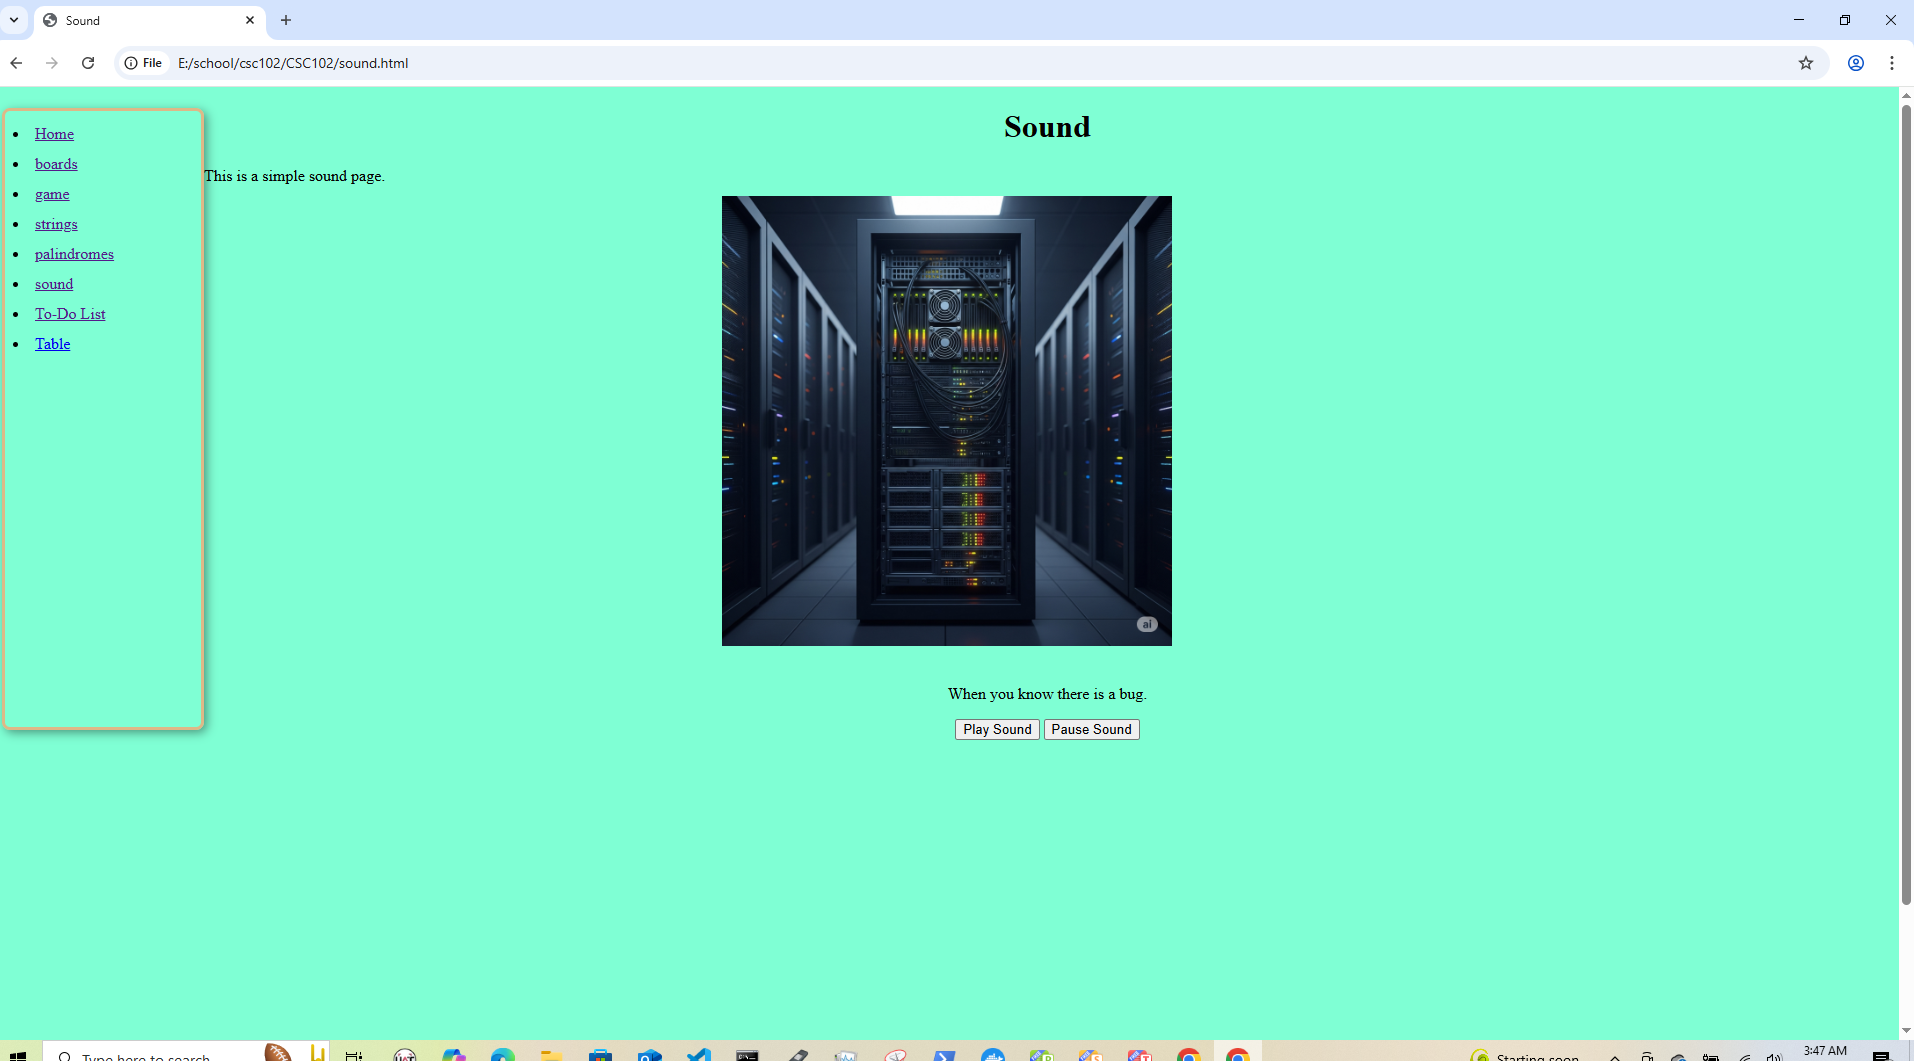 Sound
File
E:/school/csc102/CSC102/sound.html
Home
boards
game
strings
palindromes
sound
To-Do List
Table
Sound
This is a simple sound page.
ai
When you know there is a bug.
Play Sound
Pause Sound
Type here to search
Starting soon
3:47 AM